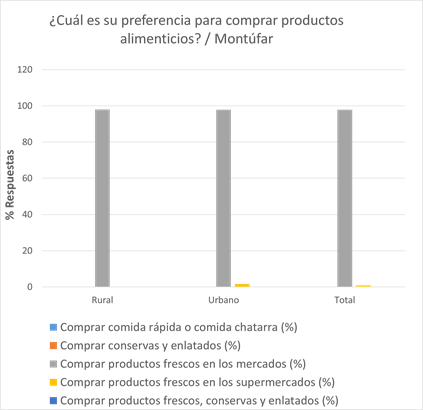 ¿Cuál es su preferencia para comprar productos
alimenticios? / Montúfar
120
100
80
60
40
20
0
% Respuestas
Rural Urbano Total
Comprar comida rápida o comida chatarra (%)
Comprar conservas y enlatados (%)
Comprar productos frescos en los mercados (%)
Comprar productos frescos en los supermercados (%)
Comprar productos frescos, conservas y enlatados (%)